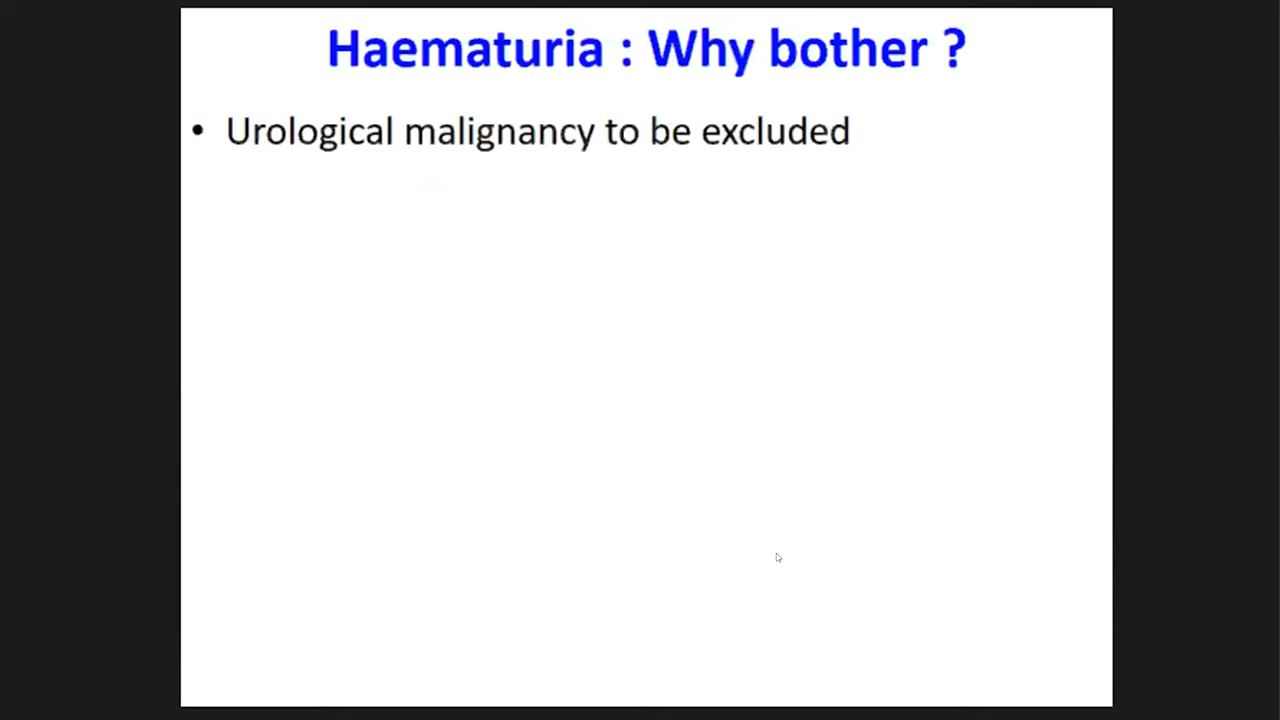 Haematuria : Why bother ?
• Urological malignancy to be excluded